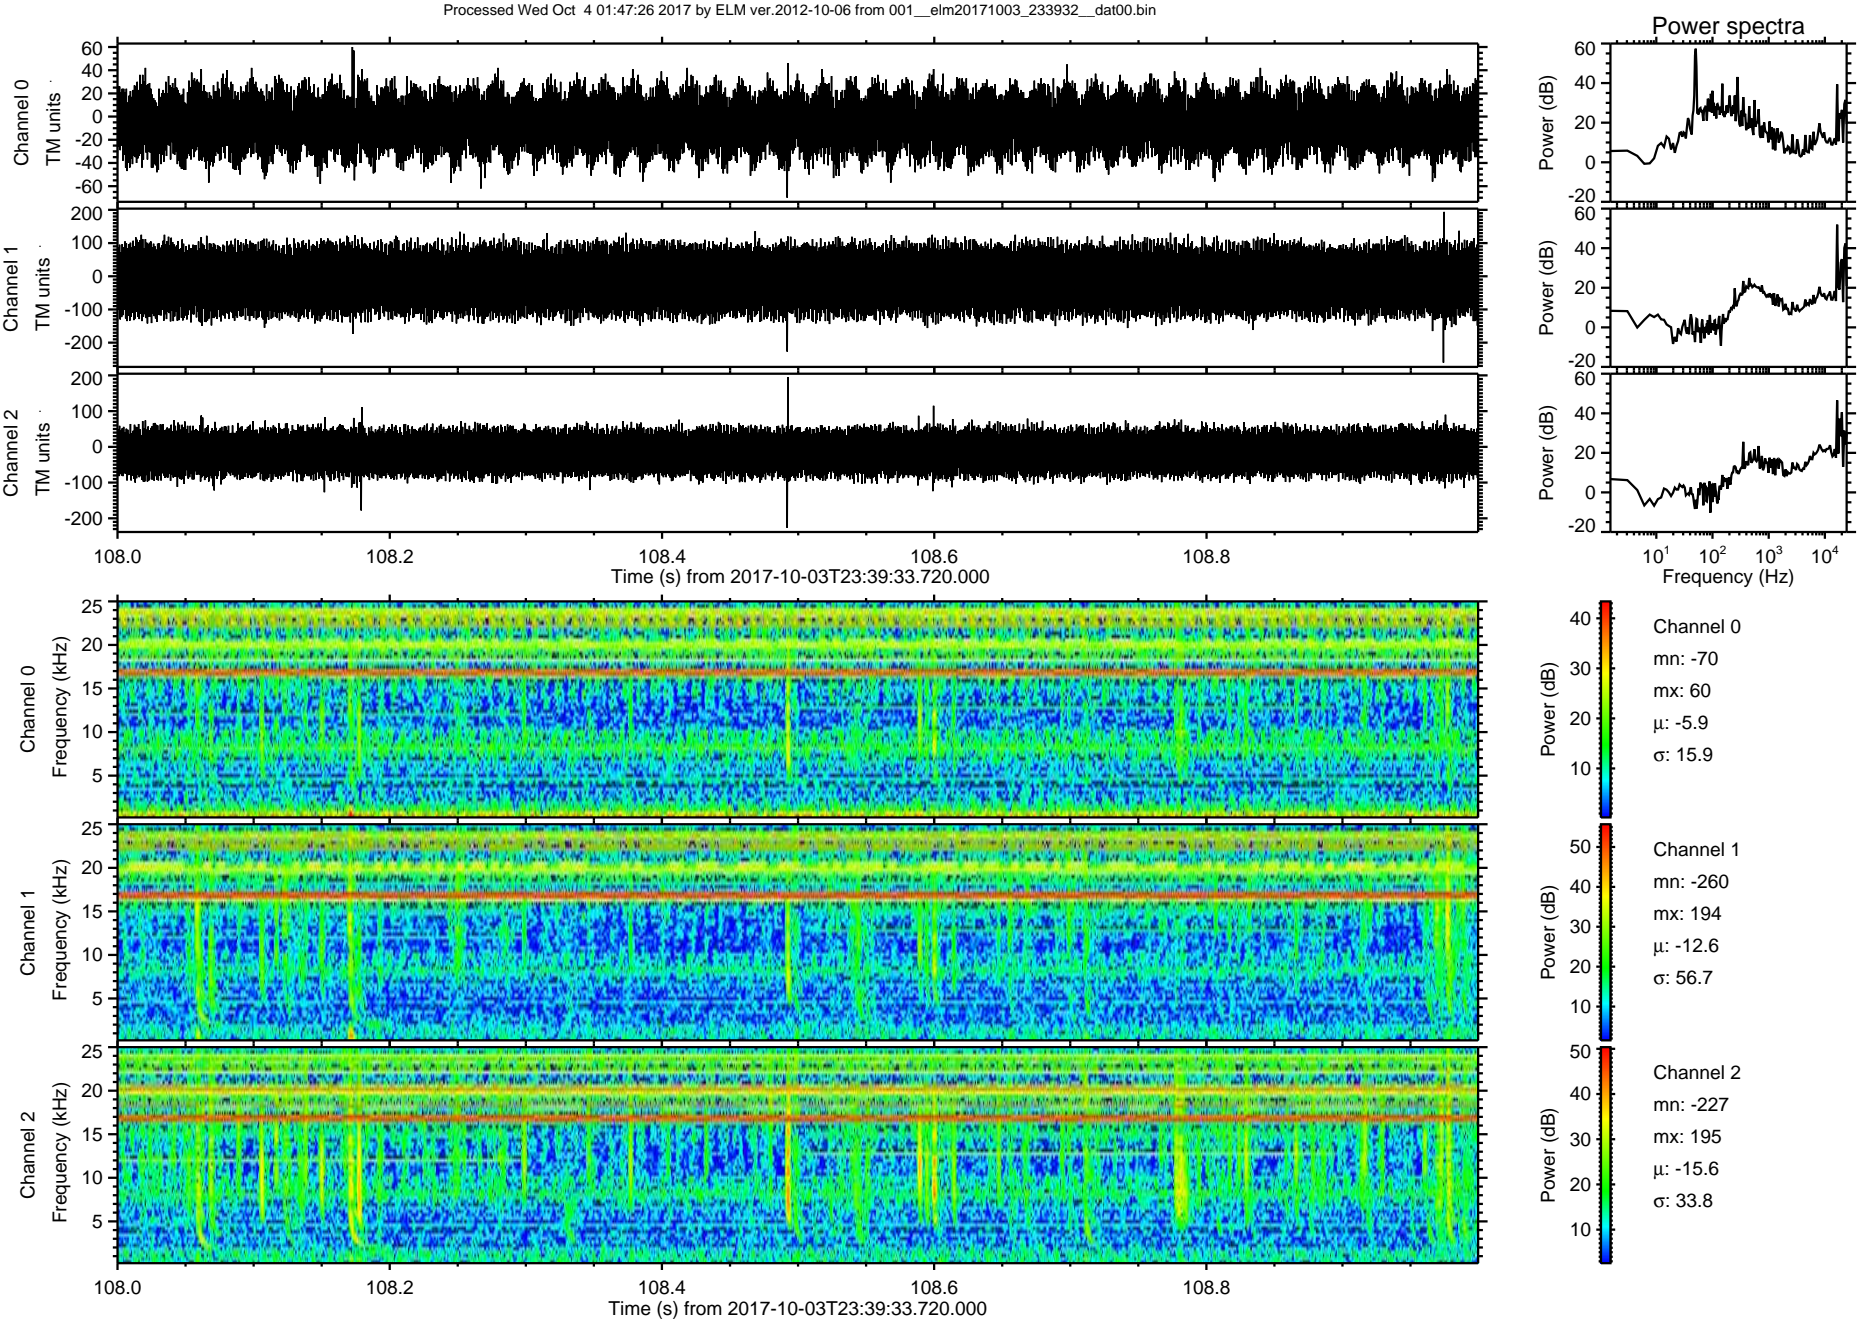 Processed Wed Oct  4 01:47:26 2017 by ELM ver.2012-10-06 from 001__elm20171003_233932__dat00.bin
Power spectra
Channel 0
TM units
60
40
20
0
-20
-40
-60
Power (dB)
60
40
20
0
-20
Channel 1
TM units
200
100
0
-100
-200
Power (dB)
60
40
20
0
-20
Channel 2
TM units
200
100
0
-100
-200
Power (dB)
60
40
20
0
-20
108.0 108.2 108.4 108.6 108.8
Time (s) from 2017-10-03T23:39:33.720.000
10^1 10^2 10^3 10^4
Frequency (Hz)
Channel 0
Frequency (kHz)
25
20
15
10
5
Power (dB)
40
30
20
10
Channel 0
mn: -70
mx: 60
μ: -5.9
σ: 15.9
Channel 1
Frequency (kHz)
25
20
15
10
5
Power (dB)
50
40
30
20
10
Channel 1
mn: -260
mx: 194
μ: -12.6
σ: 56.7
Channel 2
Frequency (kHz)
25
20
15
10
5
Power (dB)
50
40
30
20
10
Channel 2
mn: -227
mx: 195
μ: -15.6
σ: 33.8
108.0 108.2 108.4 108.6 108.8
Time (s) from 2017-10-03T23:39:33.720.000